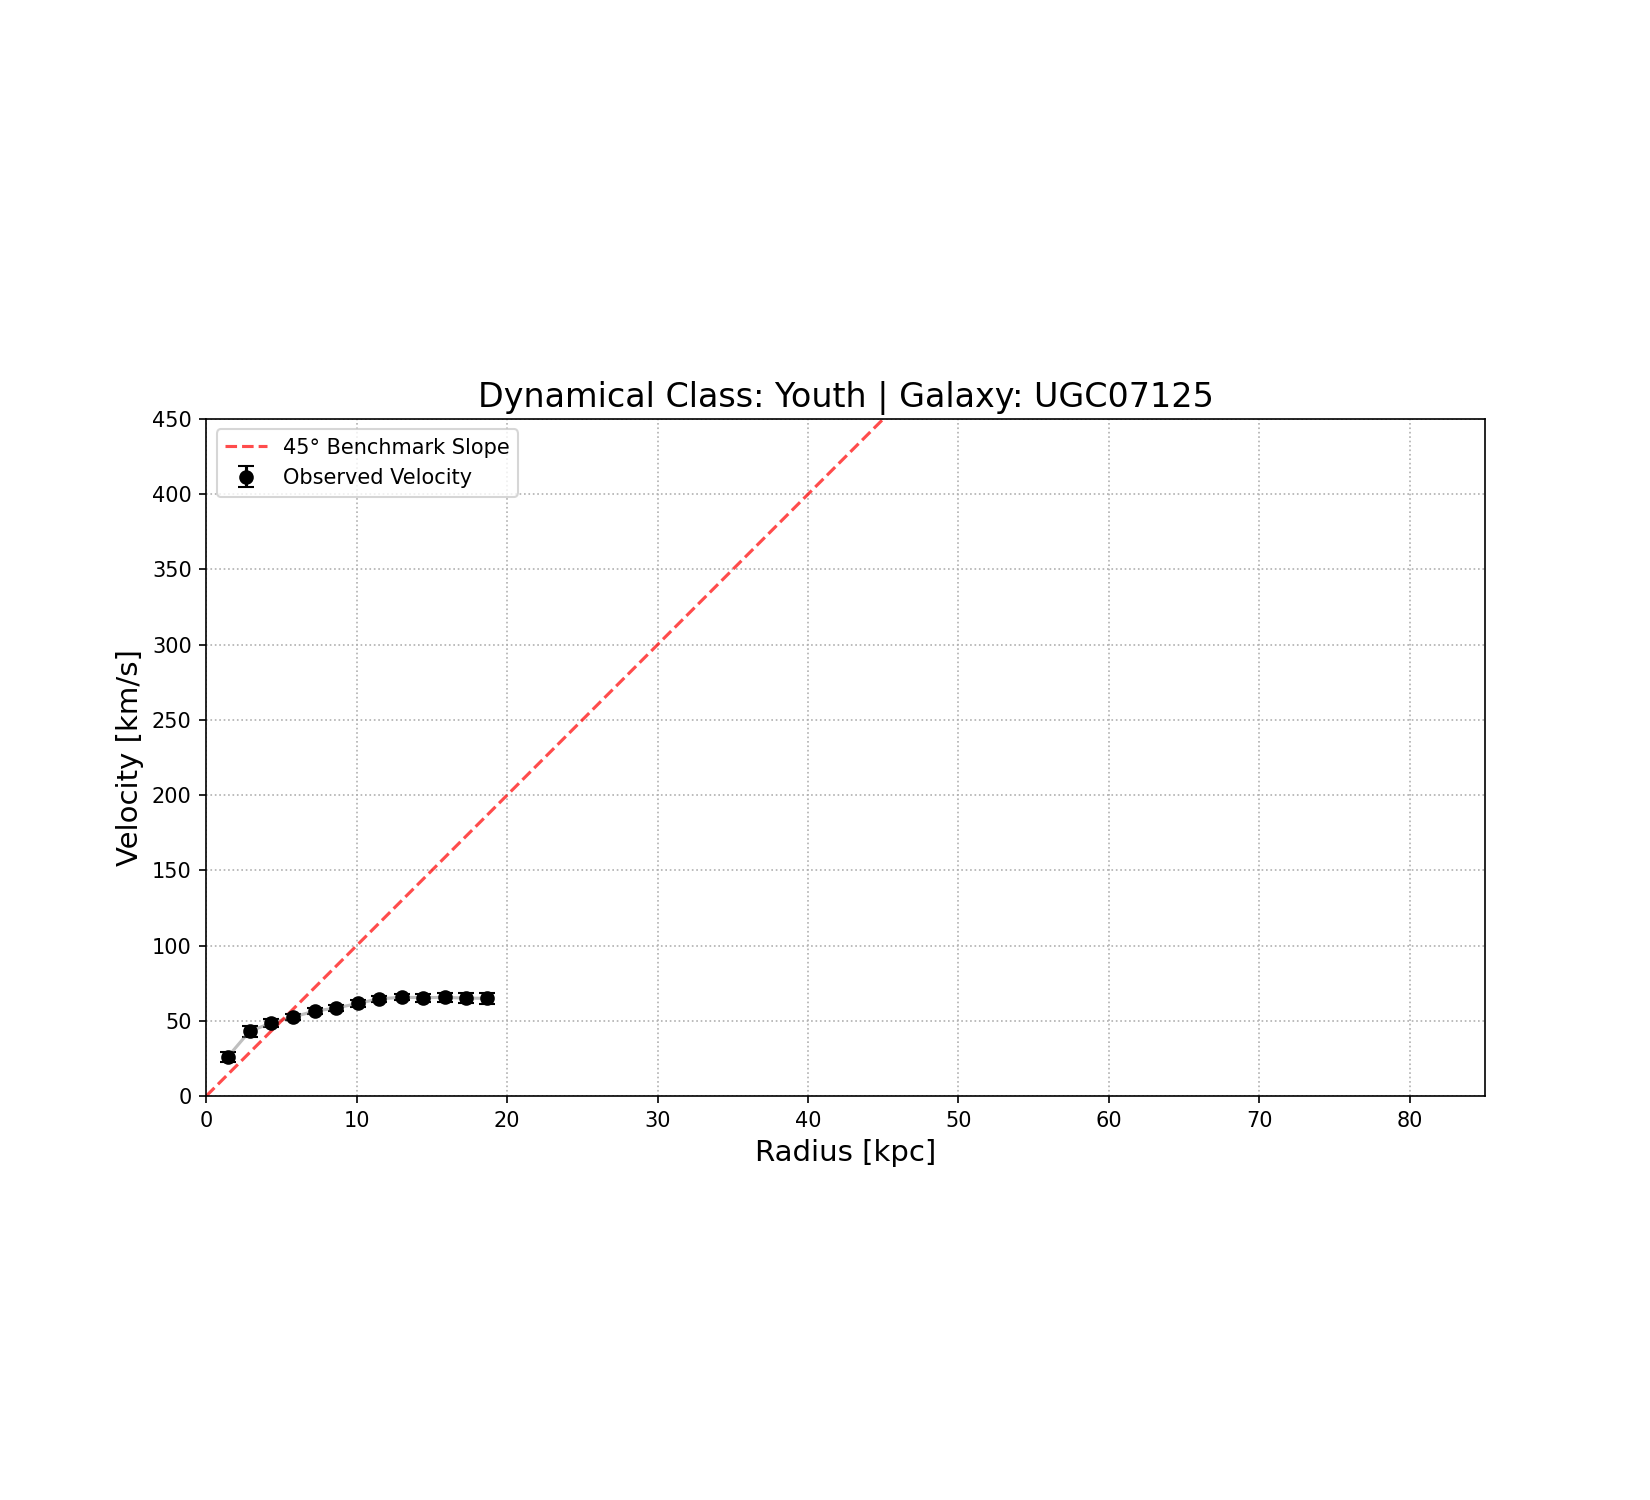 Dynamical Class: Youth | Galaxy: UGC07125
45° Benchmark Slope
Observed Velocity
Velocity [km/s]
450
400
350
300
250
200
150
100
50
0
0 10 20 30 40 50 60 70 80
Radius [kpc]